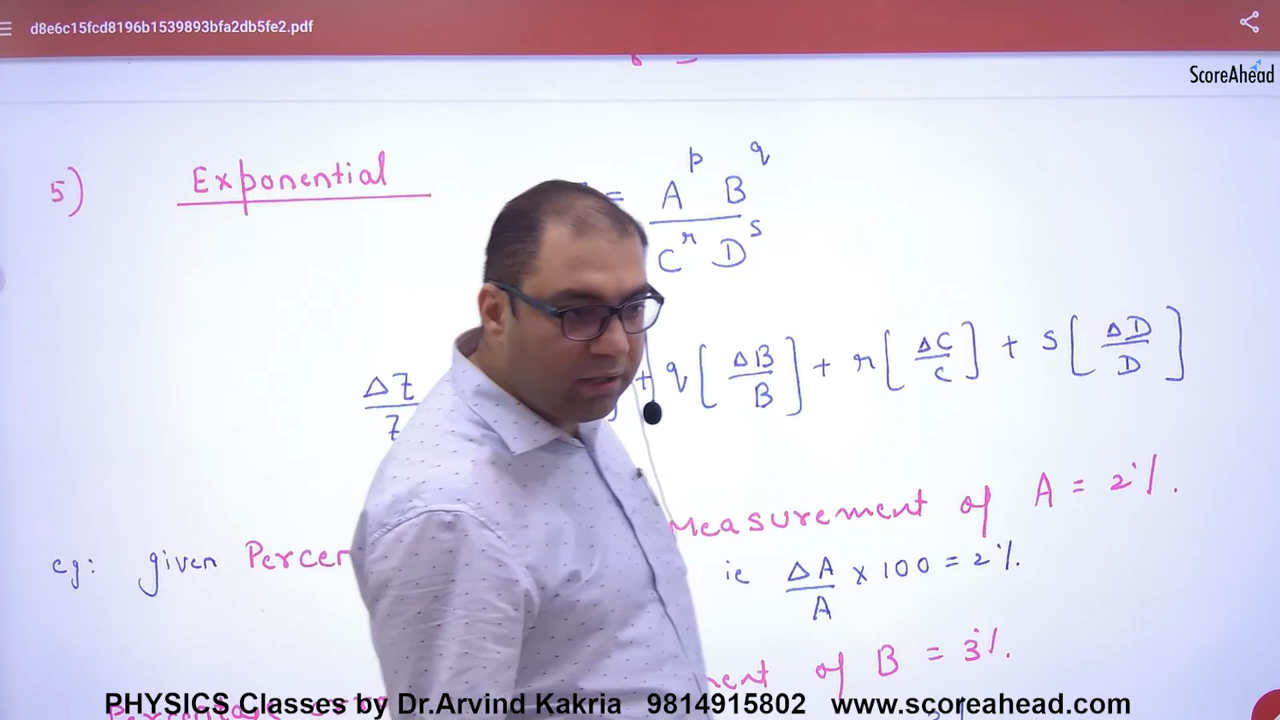 d8e6c15fcd8196b1539893bfa2db5fe2.pdf
ScoreAhead
5) Exponential = A^p B^q / C^r D^s
ΔZ/Z + q[ΔB/B] + r[ΔC/C] + s[ΔD/D]
eg: given Percen Measurement of A = 2%.
ie ΔA/A × 100 = 2%.
ment of B = 3%.
PHYSICS Classes by Dr.Arvind Kakria 9814915802 www.scoreahead.com